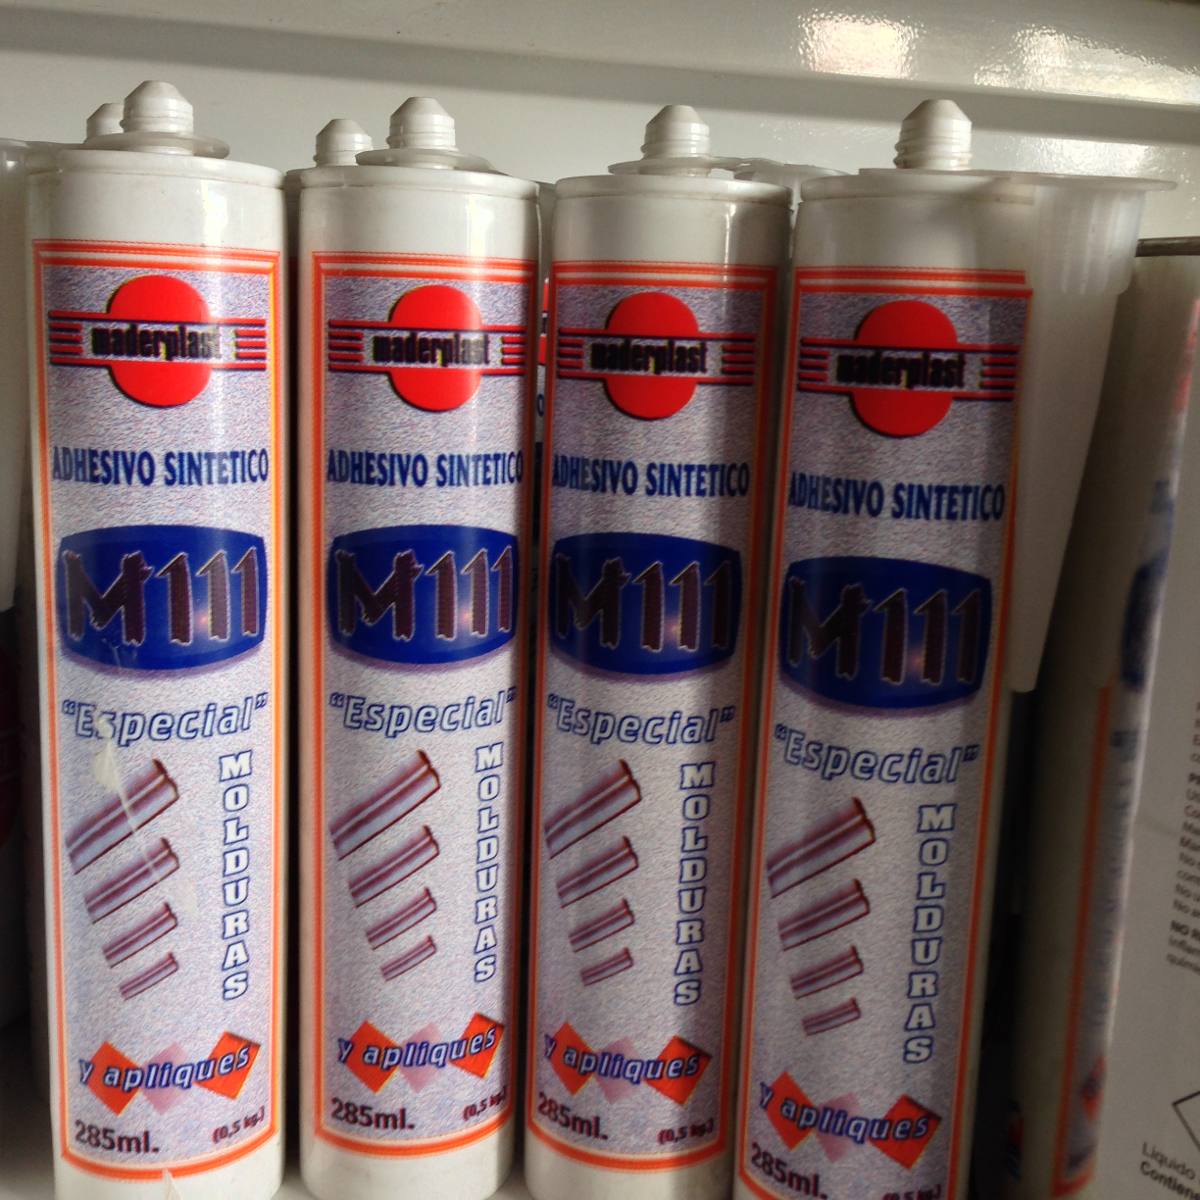 maderplast
ADHESIVO SINTETICO
M111
"Especial"
MOLDURAS
y apliques
285ml.
(0,5 kg.)
maderplast
ADHESIVO SINTETICO
M111
"Especial"
MOLDURAS
y apliques
285ml.
(0,5 kg.)
maderplast
ADHESIVO SINTETICO
M111
"Especial"
MOLDURAS
y apliques
285ml.
(0,5 kg.)
maderplast
ADHESIVO SINTETICO
M111
"Especial"
MOLDURAS
y apliques
285ml.
Liquido